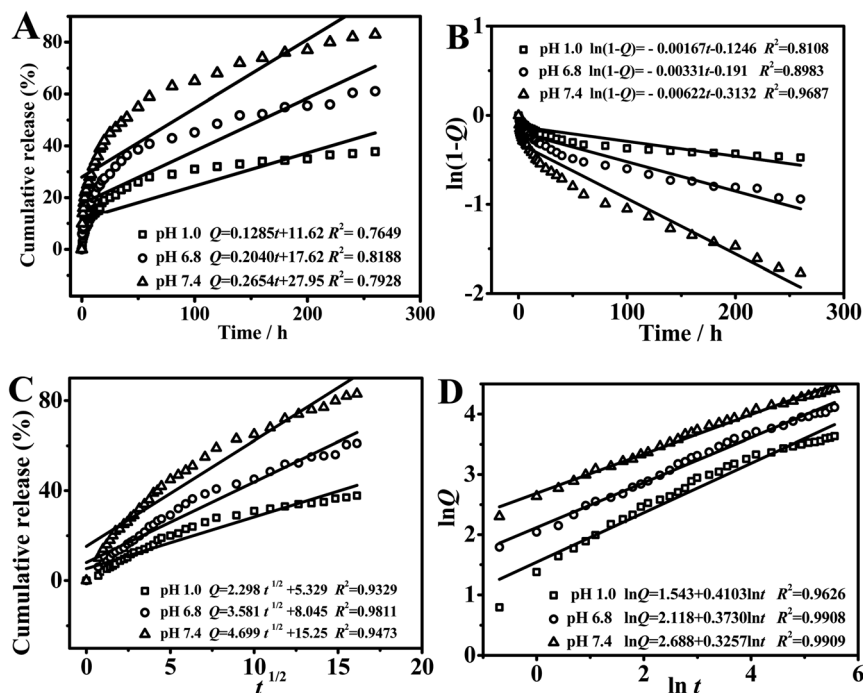 A
Cumulative release (%)
80
60
40
20
0
pH 1.0 Q=0.1285t+11.62 R²= 0.7649
pH 6.8 Q=0.2040t+17.62 R²= 0.8188
pH 7.4 Q=0.2654t+27.95 R²= 0.7928
0 100 200 300
Time / h
B
ln(1-Q)
pH 1.0 ln(1-Q)= - 0.00167t-0.1246 R²=0.8108
pH 6.8 ln(1-Q)= - 0.00331t-0.191 R²=0.8983
pH 7.4 ln(1-Q)= - 0.00622t-0.3132 R²=0.9687
0
-1
-2
0 100 200 300
Time / h
C
Cumulative release (%)
80
40
0
pH 1.0 Q=2.298 t 1/2 +5.329 R²=0.9329
pH 6.8 Q=3.581 t 1/2 +8.045 R²=0.9811
pH 7.4 Q=4.699 t 1/2 +15.25 R²=0.9473
0 5 10 15 20
t 1/2
D
lnQ
4
3
2
1
0
pH 1.0 lnQ=1.543+0.4103lnt R²=0.9626
pH 6.8 lnQ=2.118+0.3730lnt R²=0.9908
pH 7.4 lnQ=2.688+0.3257lnt R²=0.9909
0 2 4 6
ln t